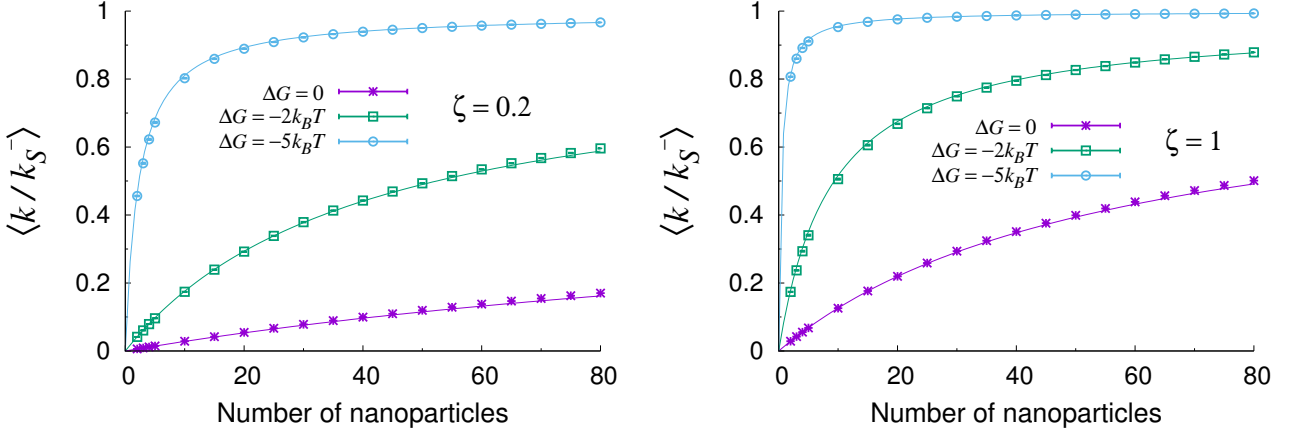 ⟨k / k_S^–⟩
1
0.8
0.6
0.4
0.2
0
0 20 40 60 80
Number of nanoparticles
ΔG = 0
ΔG = −2k_BT
ΔG = −5k_BT
ζ = 0.2
⟨k / k_S^–⟩
1
0.8
0.6
0.4
0.2
0
0 20 40 60 80
Number of nanoparticles
ΔG = 0
ΔG = −2k_BT
ΔG = −5k_BT
ζ = 1